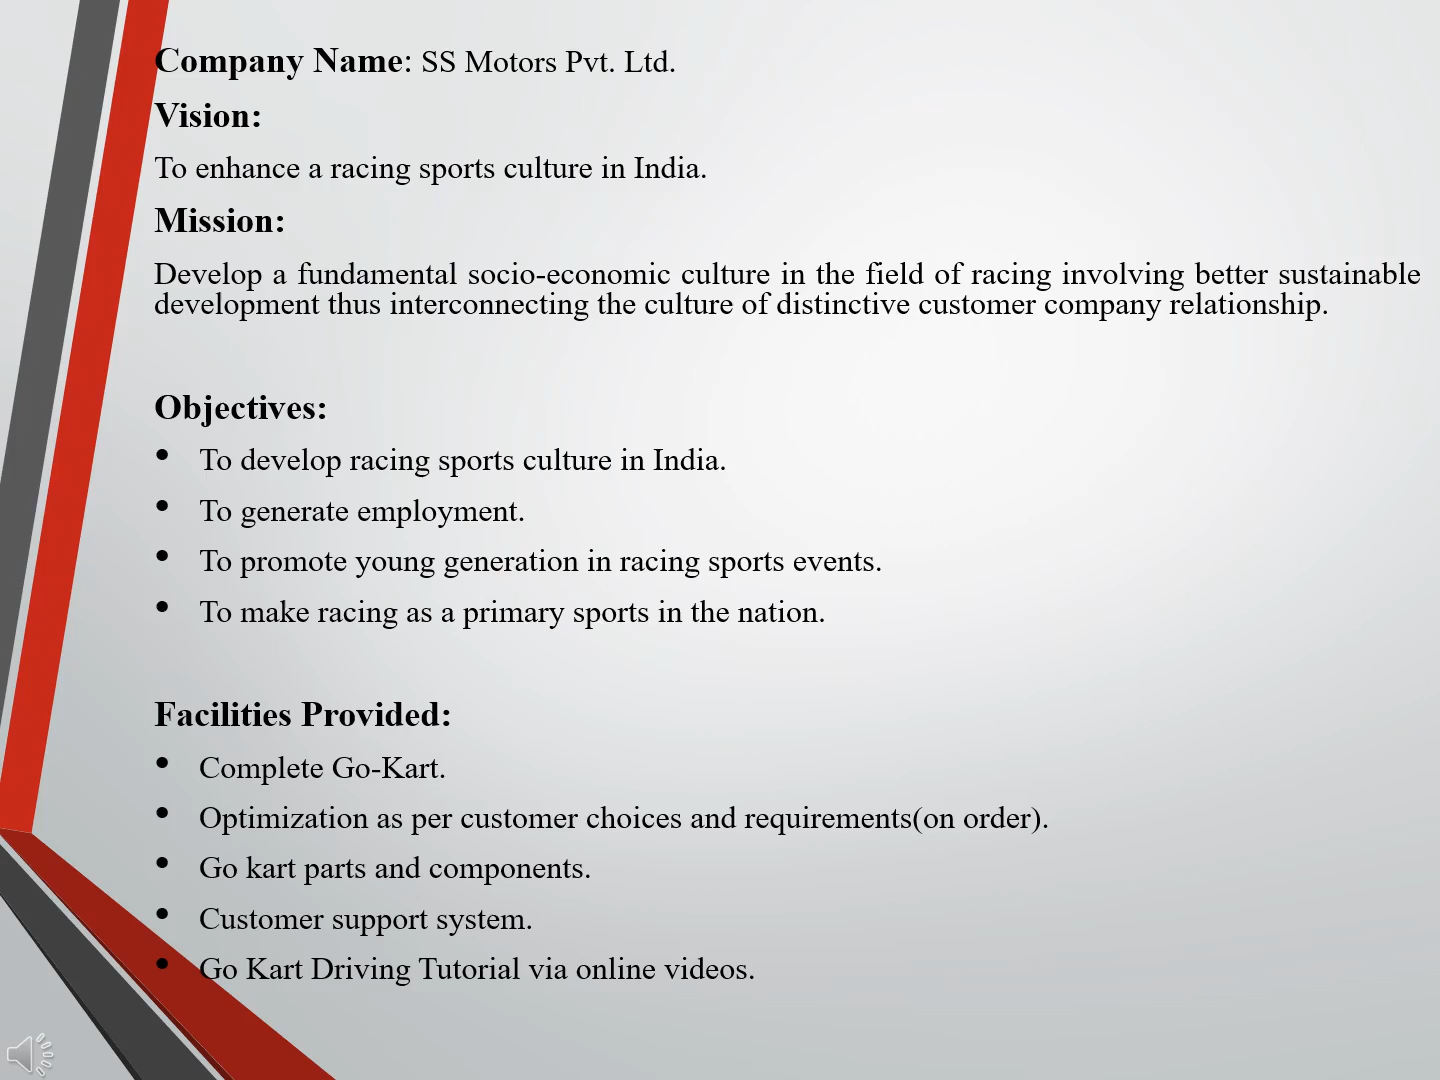 Company Name: SS Motors Pvt. Ltd.
Vision:
To enhance a racing sports culture in India.
Mission:
Develop a fundamental socio-economic culture in the field of racing involving better sustainable
development thus interconnecting the culture of distinctive customer company relationship.
Objectives:
• To develop racing sports culture in India.
• To generate employment.
• To promote young generation in racing sports events.
• To make racing as a primary sports in the nation.
Facilities Provided:
• Complete Go-Kart.
• Optimization as per customer choices and requirements(on order).
• Go kart parts and components.
• Customer support system.
• Go Kart Driving Tutorial via online videos.